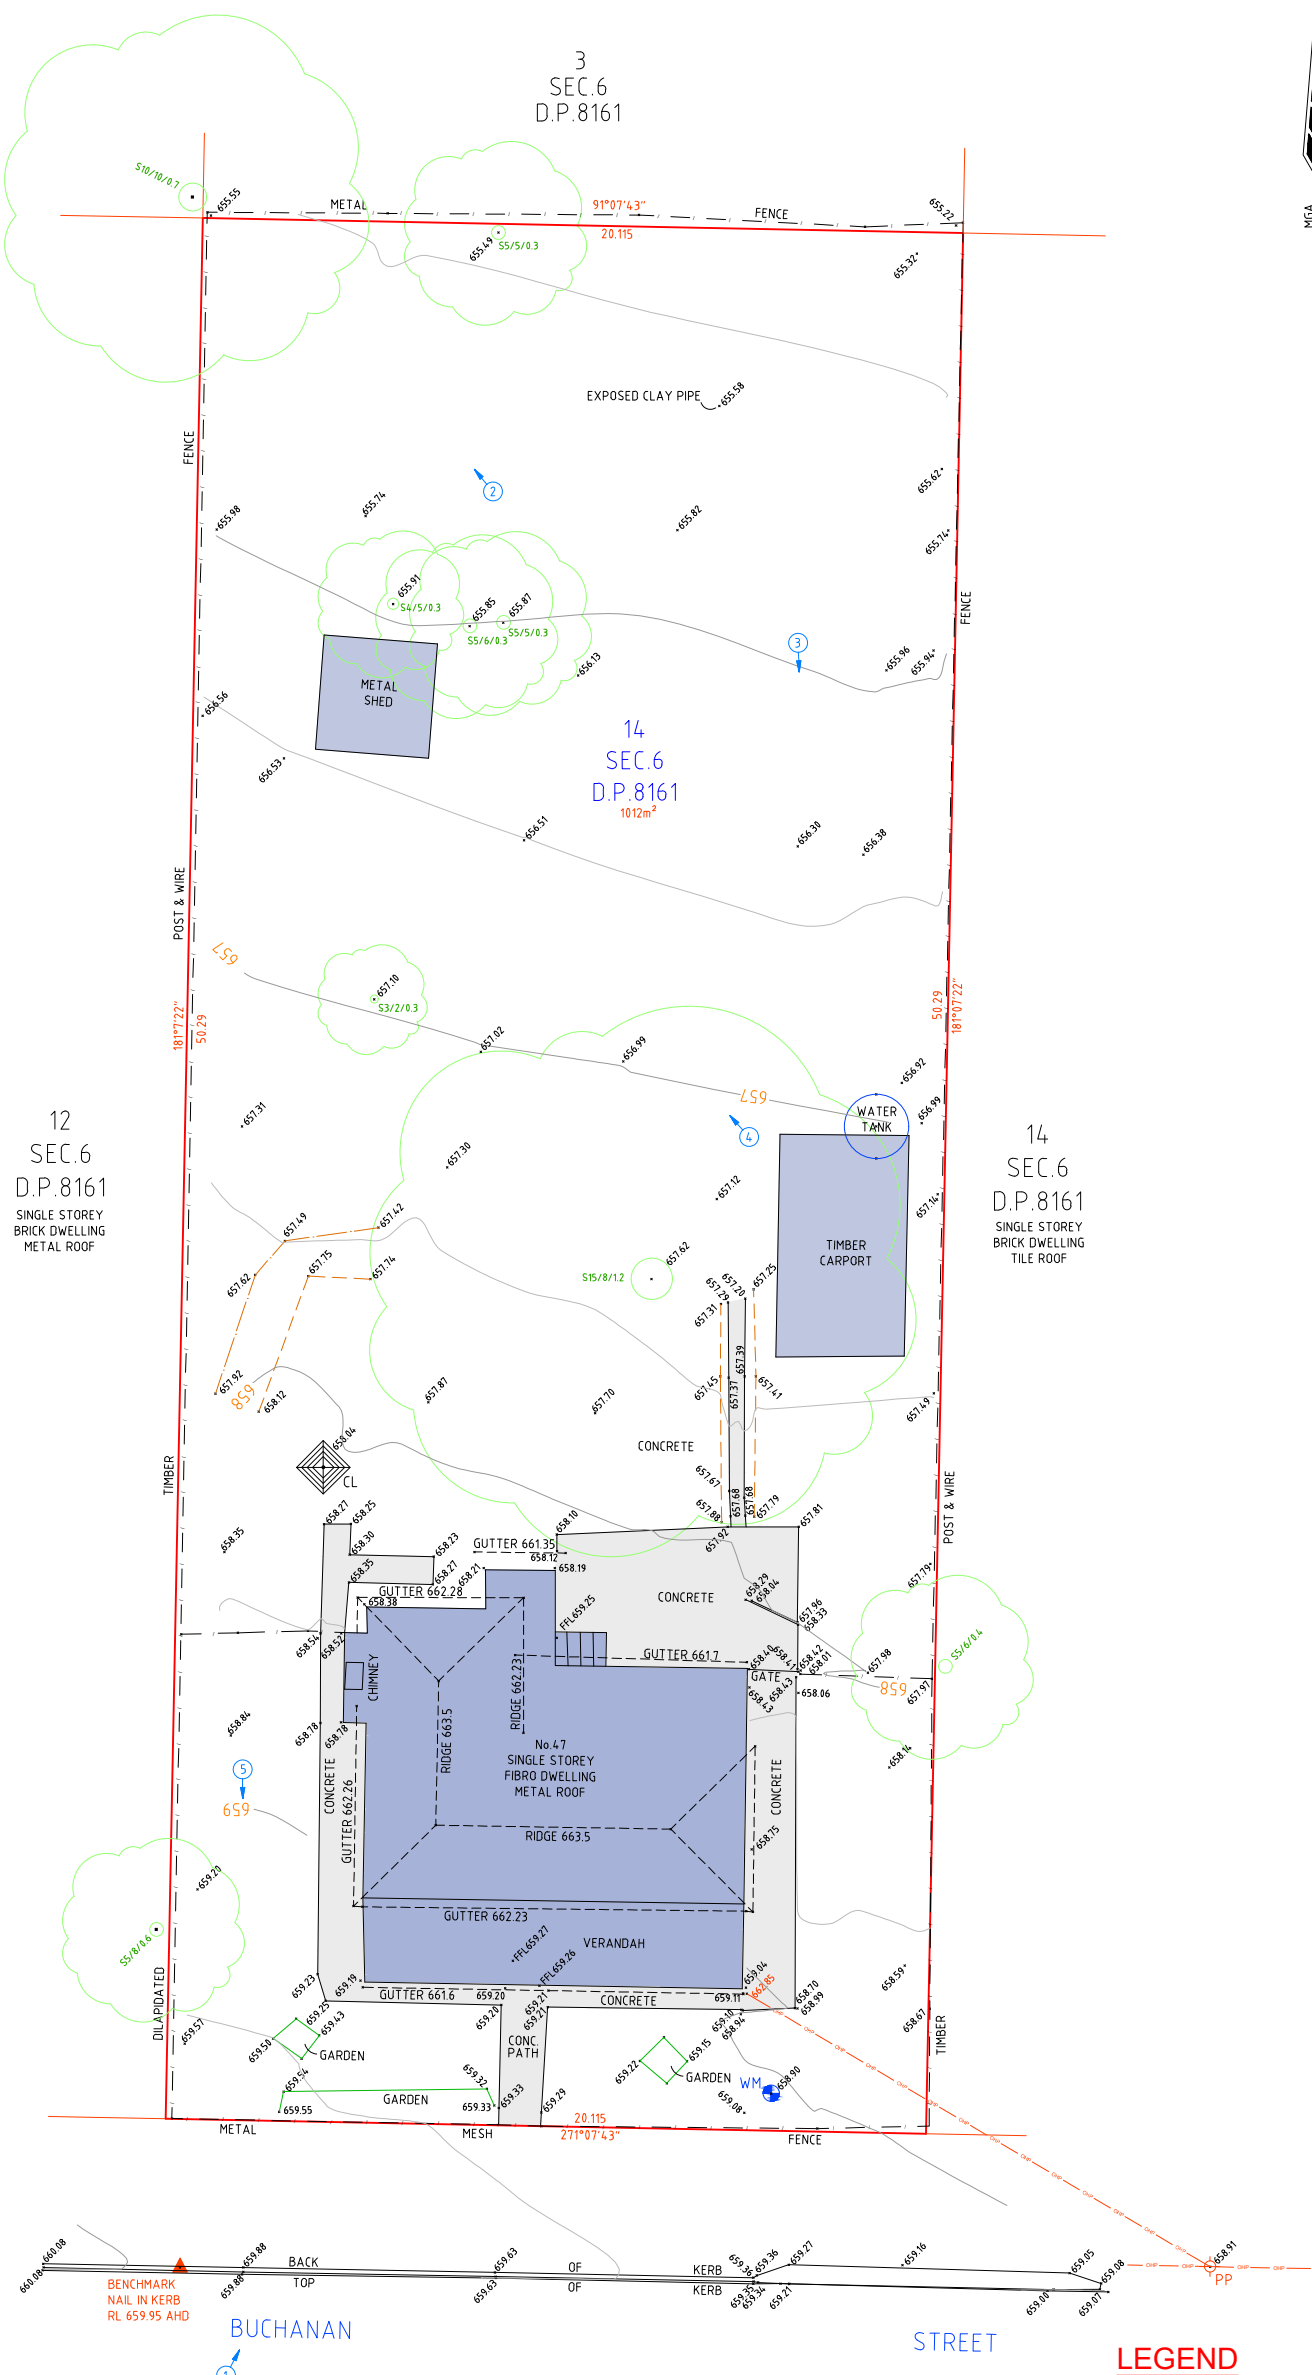 3
SEC.6
D.P.8161
MGA
S10/10/0.7
655.55
METAL
91°07'43"
20.115
FENCE
655.22
655.49
S5/5/0.3
655.32
EXPOSED CLAY PIPE
655.58
FENCE
2
655.62
655.98
655.74
655.82
655.74
655.91
S4/5/0.3
655.85
S5/6/0.3
655.87
S5/5/0.3
FENCE
3
656.13
655.96
655.94
METAL
SHED
656.56
656.53
14
SEC.6
D.P.8161
1012m²
656.51
656.30
656.38
POST & WIRE
657
657.10
S3/2/0.3
181°7'22"
50.29
50.29
181°07'22"
657.02
656.99
657
656.92
656.99
WATER
TANK
12
SEC.6
D.P.8161
SINGLE STOREY
BRICK DWELLING
METAL ROOF
657.31
657.30
4
657.12
657.14
14
SEC.6
D.P.8161
SINGLE STOREY
BRICK DWELLING
TILE ROOF
657.49
657.42
657.62
657.75
657.74
S15/8/1.2
657.62
TIMBER
CARPORT
657.31
657.29
657.20
657.25
657.92
658
658.12
657.87
657.70
657.45
657.37
657.39
657.41
657.49
658.04
CL
CONCRETE
TIMBER
POST & WIRE
657.67
657.88
657.68
657.68
657.79
657.92
657.81
658.27
658.25
658.35
658.30
658.23
658.10
GUTTER 661.35
658.12
658.19
658.35
658.27
658.21
GUTTER 662.28
658.38
CONCRETE
658.29
658.04
657.79
657.96
658.33
FFL659.25
658.54
658.52
GUTTER 661.7
658.40
658.41
658.42
658.01
657.98
S5/6/0.4
GATE
658.43
658.43
658.06
658
657.97
CHIMNEY
RIDGE 663.5
RIDGE 662.23
658.84
658.78
658.78
No.47
SINGLE STOREY
FIBRO DWELLING
METAL ROOF
658.14
5
659
CONCRETE
GUTTER 662.26
RIDGE 663.5
658.75
CONCRETE
659.20
S5/8/0.6
GUTTER 662.23
FFL659.27
VERANDAH
FFL659.26
659.23
659.19
GUTTER 661.6
659.20
659.21
CONCRETE
659.11
659.04
662.85
658.59
658.70
658.99
658.67
DILAPIDATED
659.57
659.25
659.43
659.50
GARDEN
659.20
659.21
CONC.
PATH
659.10
658.94
659.22
659.15
GARDEN
WM
658.90
659.08
TIMBER
659.54
659.55
GARDEN
659.32
659.33
659.33
659.29
METAL
MESH
20.115
271°07'43"
FENCE
OHP OHP OHP OHP OHP OHP OHP OHP
660.08
660.08
659.88
659.88
BACK
TOP
659.63
659.63
OF
OF
KERB
KERB
659.36
659.36
659.27
659.35
659.34
659.21
659.16
659.05
659.08
659.00
659.07
658.91
PP
OHP OHP OHP
BENCHMARK
NAIL IN KERB
RL 659.95 AHD
BUCHANAN
STREET
1
LEGEND